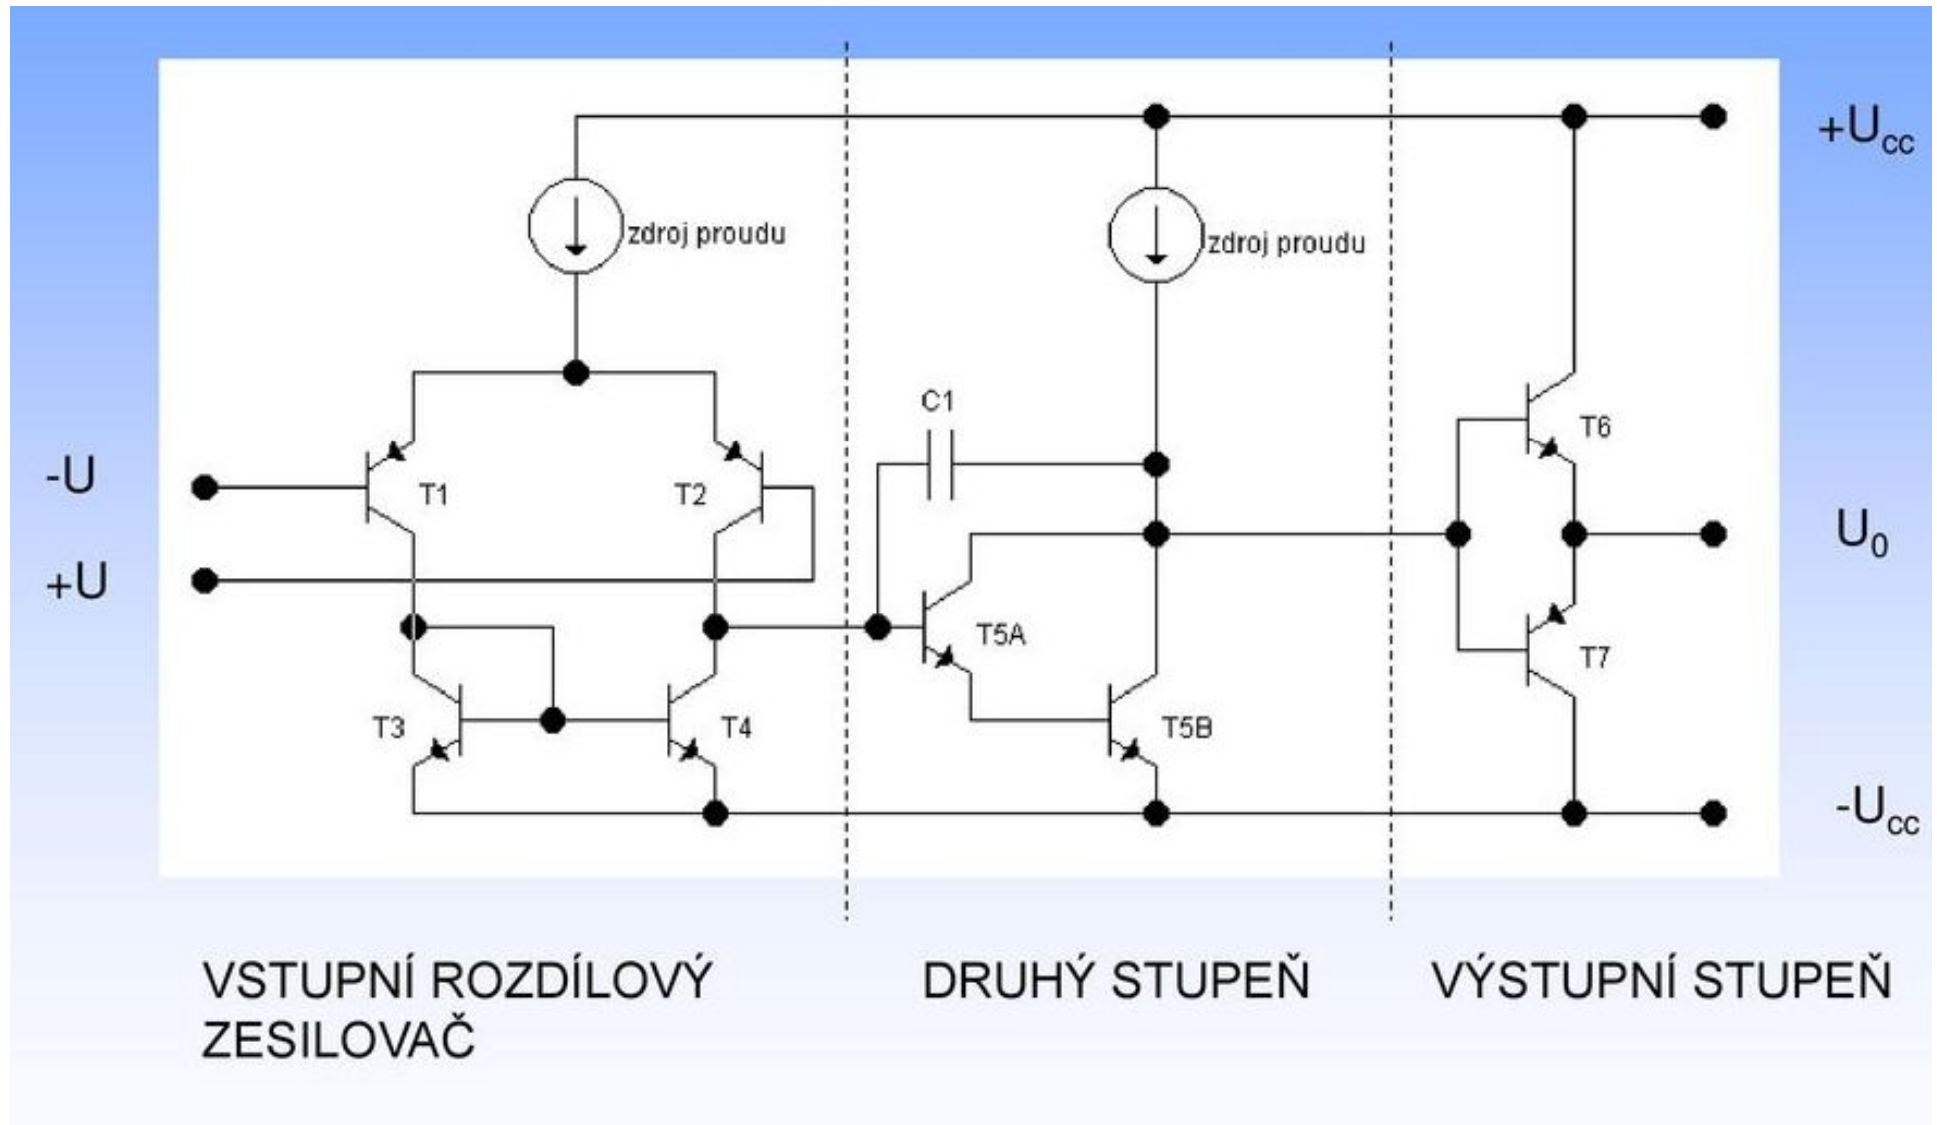 +Ucc
zdroj proudu
zdroj proudu
C1
T6
-U
T1
T2
U0
+U
T5A
T7
T3
T4
T5B
-Ucc
VSTUPNÍ ROZDÍLOVÝ
ZESILOVAČ
DRUHÝ STUPEŇ
VÝSTUPNÍ STUPEŇ